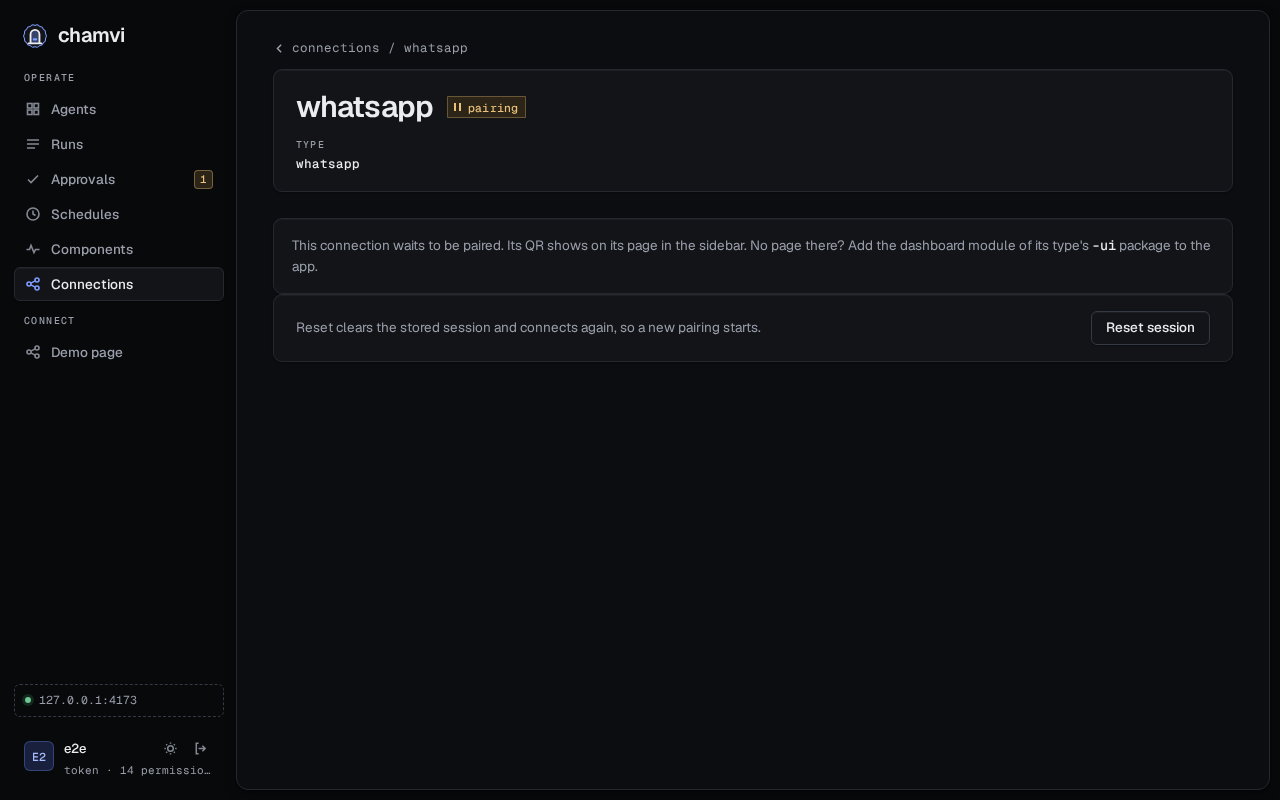 chamvi
OPERATE
Agents
Runs
Approvals
1
Schedules
Components
Connections
CONNECT
Demo page
127.0.0.1:4173
E2
e2e
token · 14 permissio…
connections / whatsapp
whatsapp
pairing
TYPE
whatsapp
This connection waits to be paired. Its QR shows on its page in the sidebar. No page there? Add the dashboard module of its type's -ui package to the
app.
Reset clears the stored session and connects again, so a new pairing starts.
Reset session